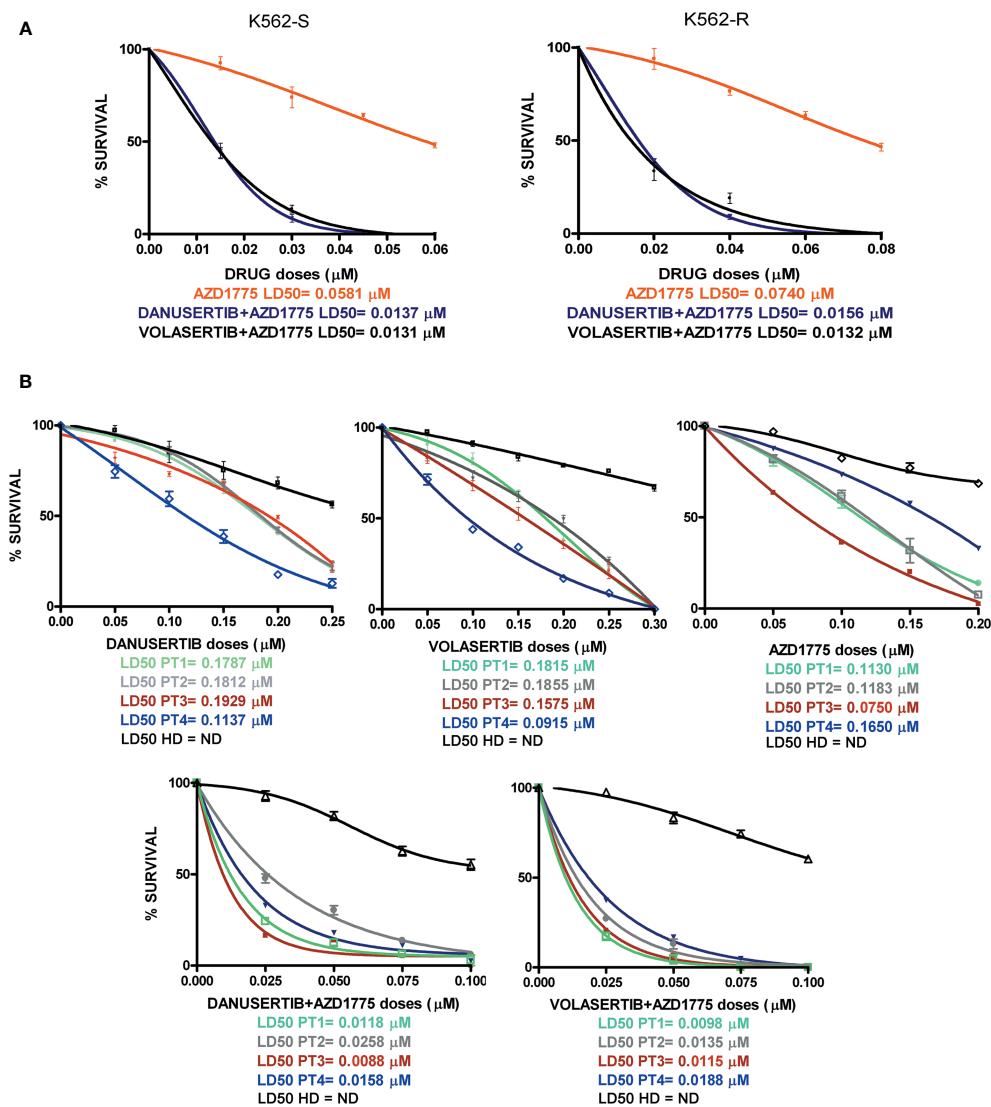 A
K562-S
K562-R
% SURVIVAL
100
50
0
0.00 0.01 0.02 0.03 0.04 0.05 0.06
DRUG doses (μM)
AZD1775 LD50= 0.0581 μM
DANUSERTIB+AZD1775 LD50= 0.0137 μM
VOLASERTIB+AZD1775 LD50= 0.0131 μM
% SURVIVAL
100
50
0
0.00 0.02 0.04 0.06 0.08
DRUG doses (μM)
AZD1775 LD50= 0.0740 μM
DANUSERTIB+AZD1775 LD50= 0.0156 μM
VOLASERTIB+AZD1775 LD50= 0.0132 μM
B
% SURVIVAL
100
50
0
0.00 0.05 0.10 0.15 0.20 0.25
DANUSERTIB doses (μM)
LD50 PT1= 0.1787 μM
LD50 PT2= 0.1812 μM
LD50 PT3= 0.1929 μM
LD50 PT4= 0.1137 μM
LD50 HD = ND
100
50
0
0.00 0.05 0.10 0.15 0.20 0.25 0.30
VOLASERTIB doses (μM)
LD50 PT1= 0.1815 μM
LD50 PT2= 0.1855 μM
LD50 PT3= 0.1575 μM
LD50 PT4= 0.0915 μM
LD50 HD = ND
100
50
0
0.00 0.05 0.10 0.15 0.20
AZD1775 doses (μM)
LD50 PT1= 0.1130 μM
LD50 PT2= 0.1183 μM
LD50 PT3= 0.0750 μM
LD50 PT4= 0.1650 μM
LD50 HD = ND
% SURVIVAL
100
50
0
0.000 0.025 0.050 0.075 0.100
DANUSERTIB+AZD1775 doses (μM)
LD50 PT1= 0.0118 μM
LD50 PT2= 0.0258 μM
LD50 PT3= 0.0088 μM
LD50 PT4= 0.0158 μM
LD50 HD = ND
100
50
0
0.000 0.025 0.050 0.075 0.100
VOLASERTIB+AZD1775 doses (μM)
LD50 PT1= 0.0098 μM
LD50 PT2= 0.0135 μM
LD50 PT3= 0.0115 μM
LD50 PT4= 0.0188 μM
LD50 HD = ND